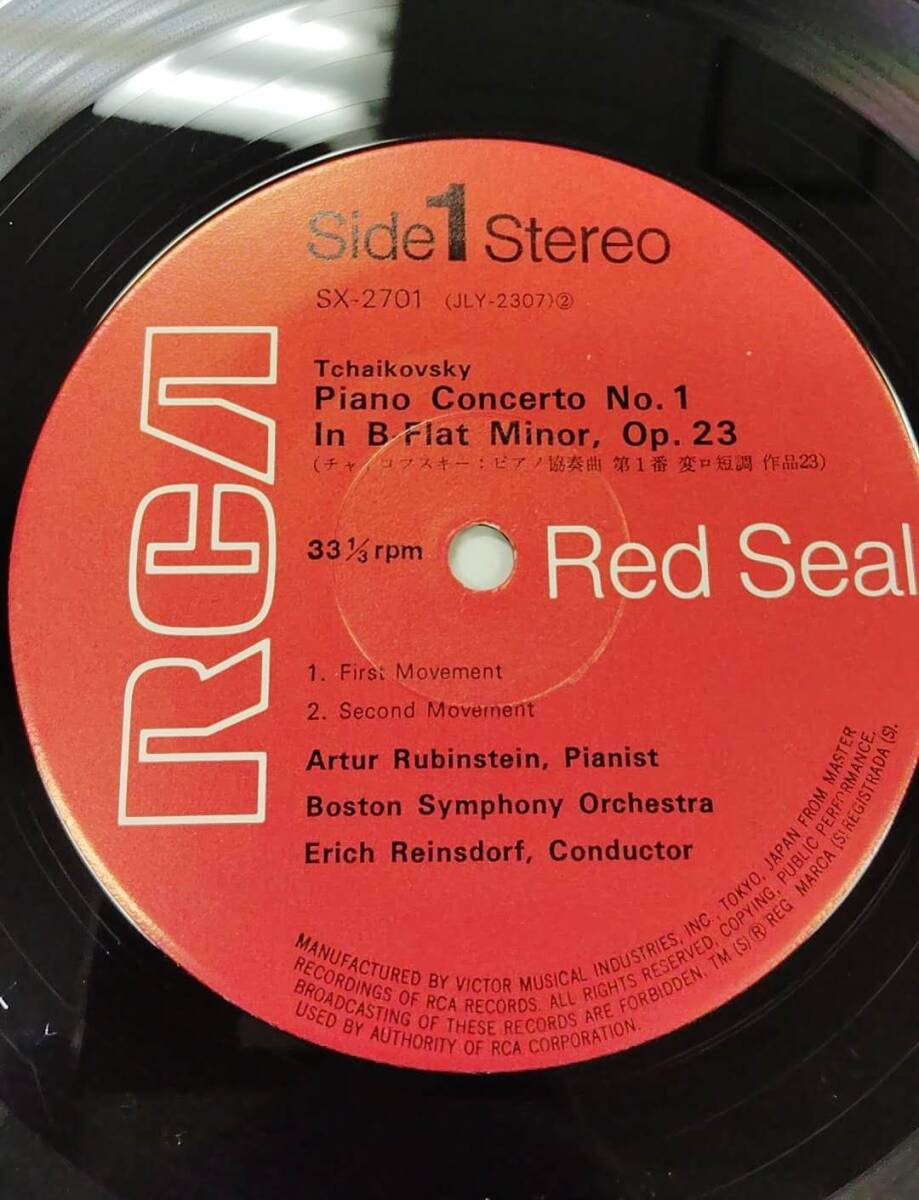 Side 1 Stereo
SX-2701 (JLY-2307)②
Tchaikovsky
Piano Concerto No. 1
In B-Flat Minor, Op. 23
(チャイコフスキー：ピアノ協奏曲 第1番 変ロ短調 作品23)
RCA
33 1/3 rpm
Red Seal
1. First Movement
2. Second Movement
Artur Rubinstein, Pianist
Boston Symphony Orchestra
Erich Reinsdorf, Conductor
MANUFACTURED BY VICTOR MUSICAL INDUSTRIES, INC., TOKYO, JAPAN FROM MASTER
RECORDINGS OF RCA RECORDS. ALL RIGHTS RESERVED, COPYING, PUBLIC PERFORMANCE,
BROADCASTING OF THESE RECORDS ARE FORBIDDEN, TM (S) ® REG MARCA (S) REGISTRADA (S).
USED BY AUTHORITY OF RCA CORPORATION.